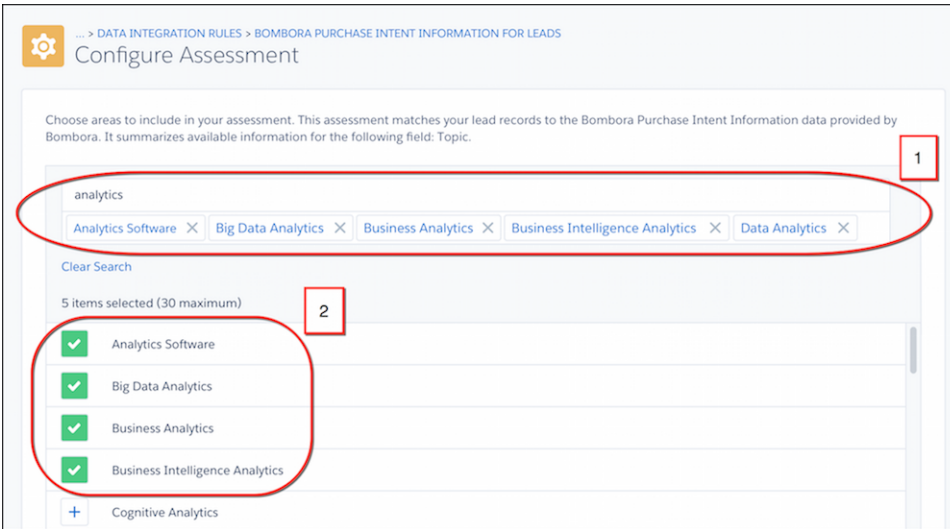 ... > DATA INTEGRATION RULES > BOMBORA PURCHASE INTENT INFORMATION FOR LEADS
Configure Assessment
Choose areas to include in your assessment. This assessment matches your lead records to the Bombora Purchase Intent Information data provided by
Bombora. It summarizes available information for the following field: Topic.
1
analytics
Analytics Software × Big Data Analytics × Business Analytics × Business Intelligence Analytics × Data Analytics ×
Clear Search
5 items selected (30 maximum)
2
Analytics Software
Big Data Analytics
Business Analytics
Business Intelligence Analytics
+ Cognitive Analytics